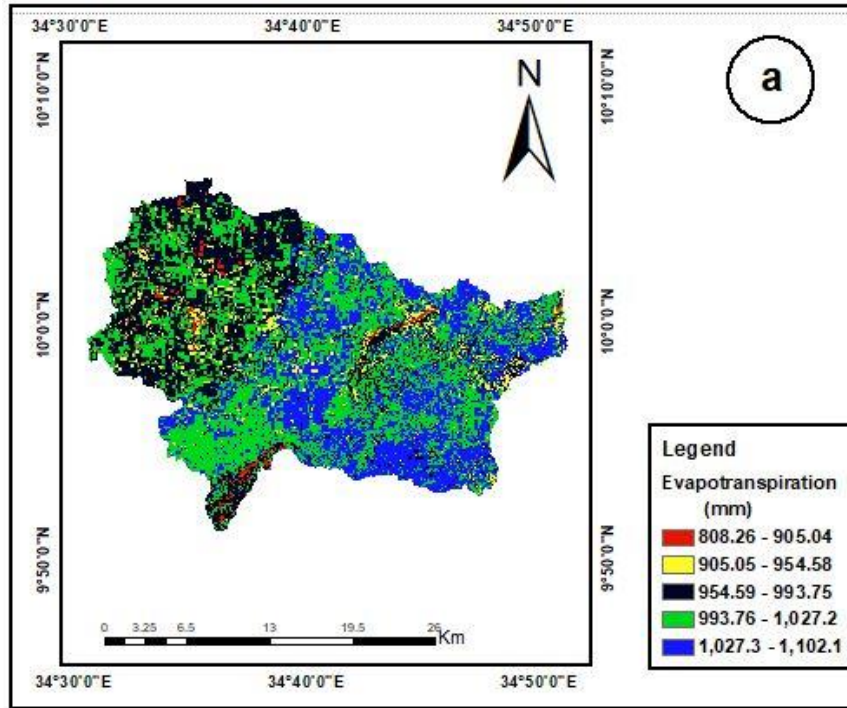 34°30'0"E 34°40'0"E 34°50'0"E
10°10'0"N
10°0'0"N
9°50'0"N
10°10'0"N
10°0'0"N
9°50'0"N
N
a
0 3.25 6.5 13 19.5 26
Km
34°30'0"E 34°40'0"E 34°50'0"E
Legend
Evapotranspiration
(mm)
808.26 - 905.04
905.05 - 954.58
954.59 - 993.75
993.76 - 1,027.2
1,027.3 - 1,102.1